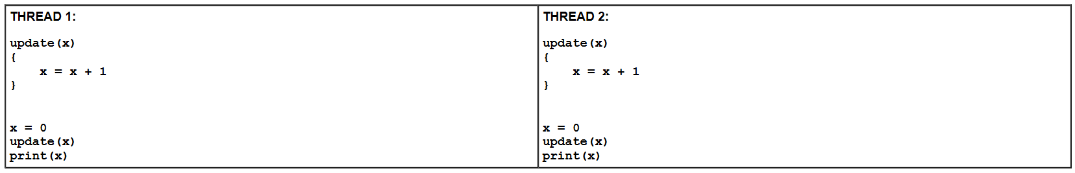 THREAD 1:
update(x)
{
x = x + 1
}
x = 0
update(x)
print(x)
THREAD 2:
update(x)
{
x = x + 1
}
x = 0
update(x)
print(x)